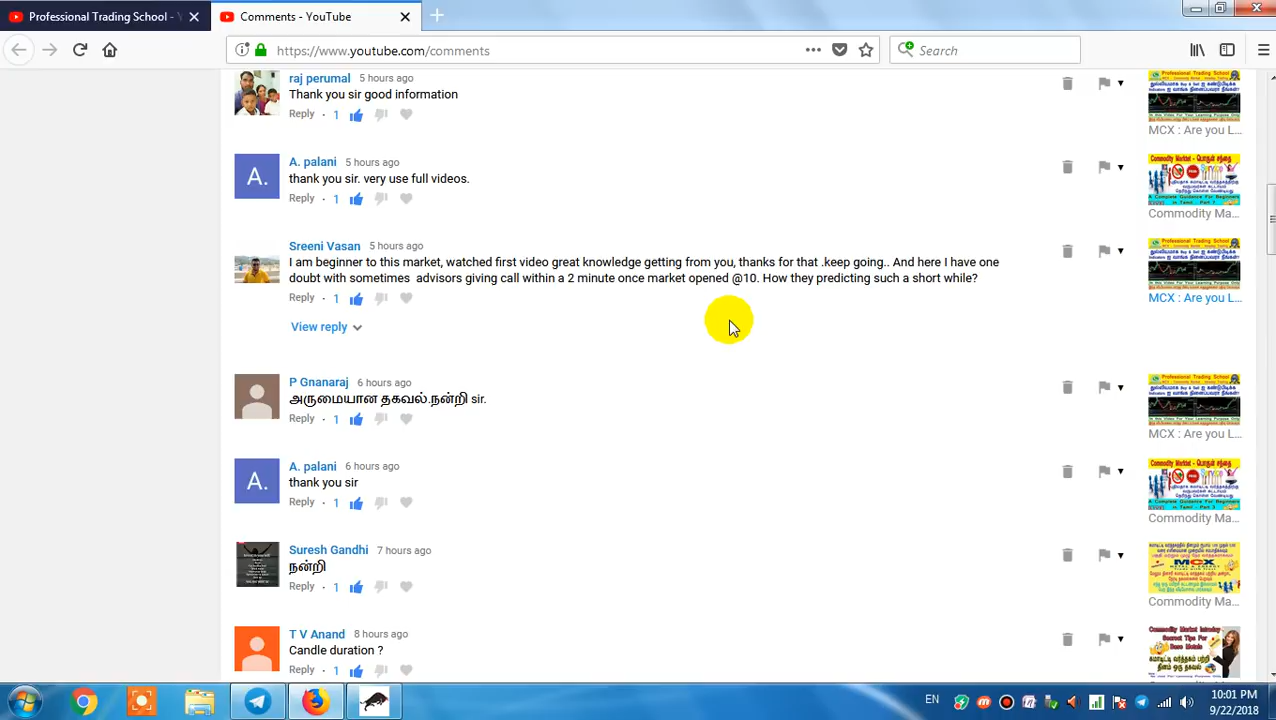 Professional Trading School - Y
Comments - YouTube
https://www.youtube.com/comments
Search
raj perumal 5 hours ago
Thank you sir good information
Reply · 1
MCX : Are you L...
A. palani 5 hours ago
A.
thank you sir. very use full videos
Reply · 1
Commodity Ma...
Sreeni Vasan 5 hours ago
I am beginner to this market, very useful and so great knowledge getting from you, thanks for that .keep going. And here have one
doubt with sometimes advisor giving call within a 2 minute once market opened @10. How they predicting such a short while?
Reply · 1
MCX : Are you L...
View reply
P Gnanaraj 6 hours ago
அருமையான தகவல்.நன்றி sir.
Reply · 1
MCX : Are you L...
A. palani 6 hours ago
A.
thank you sir
Reply · 1
Commodity Ma...
Suresh Gandhi 7 hours ago
நன்றி
Reply · 1
Commodity Ma...
T V Anand 8 hours ago
Candle duration ?
Reply · 1
EN
10:01 PM
9/22/2018